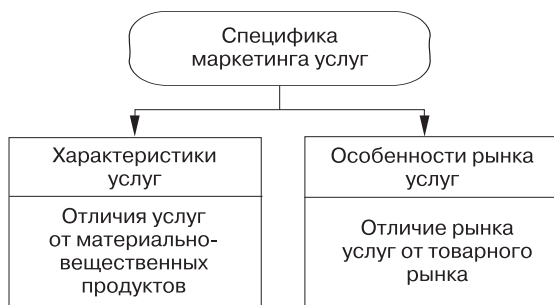 Специфика
маркетинга услуг
Характеристики
услуг
Отличия услуг
от материально-
вещественных
продуктов
Особенности рынка
услуг
Отличие рынка
услуг от товарного
рынка